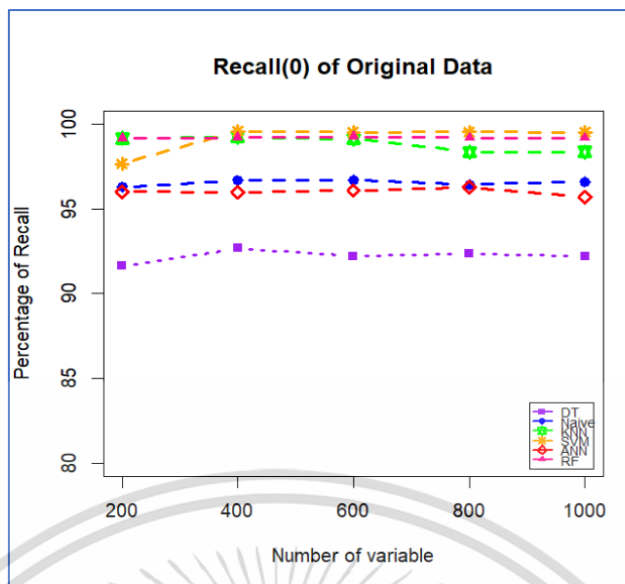 Recall(0) of Original Data
Percentage of Recall
100
95
90
85
80
200 400 600 800 1000
Number of variable
DT
Naive
KNN
SVM
ANN
RF